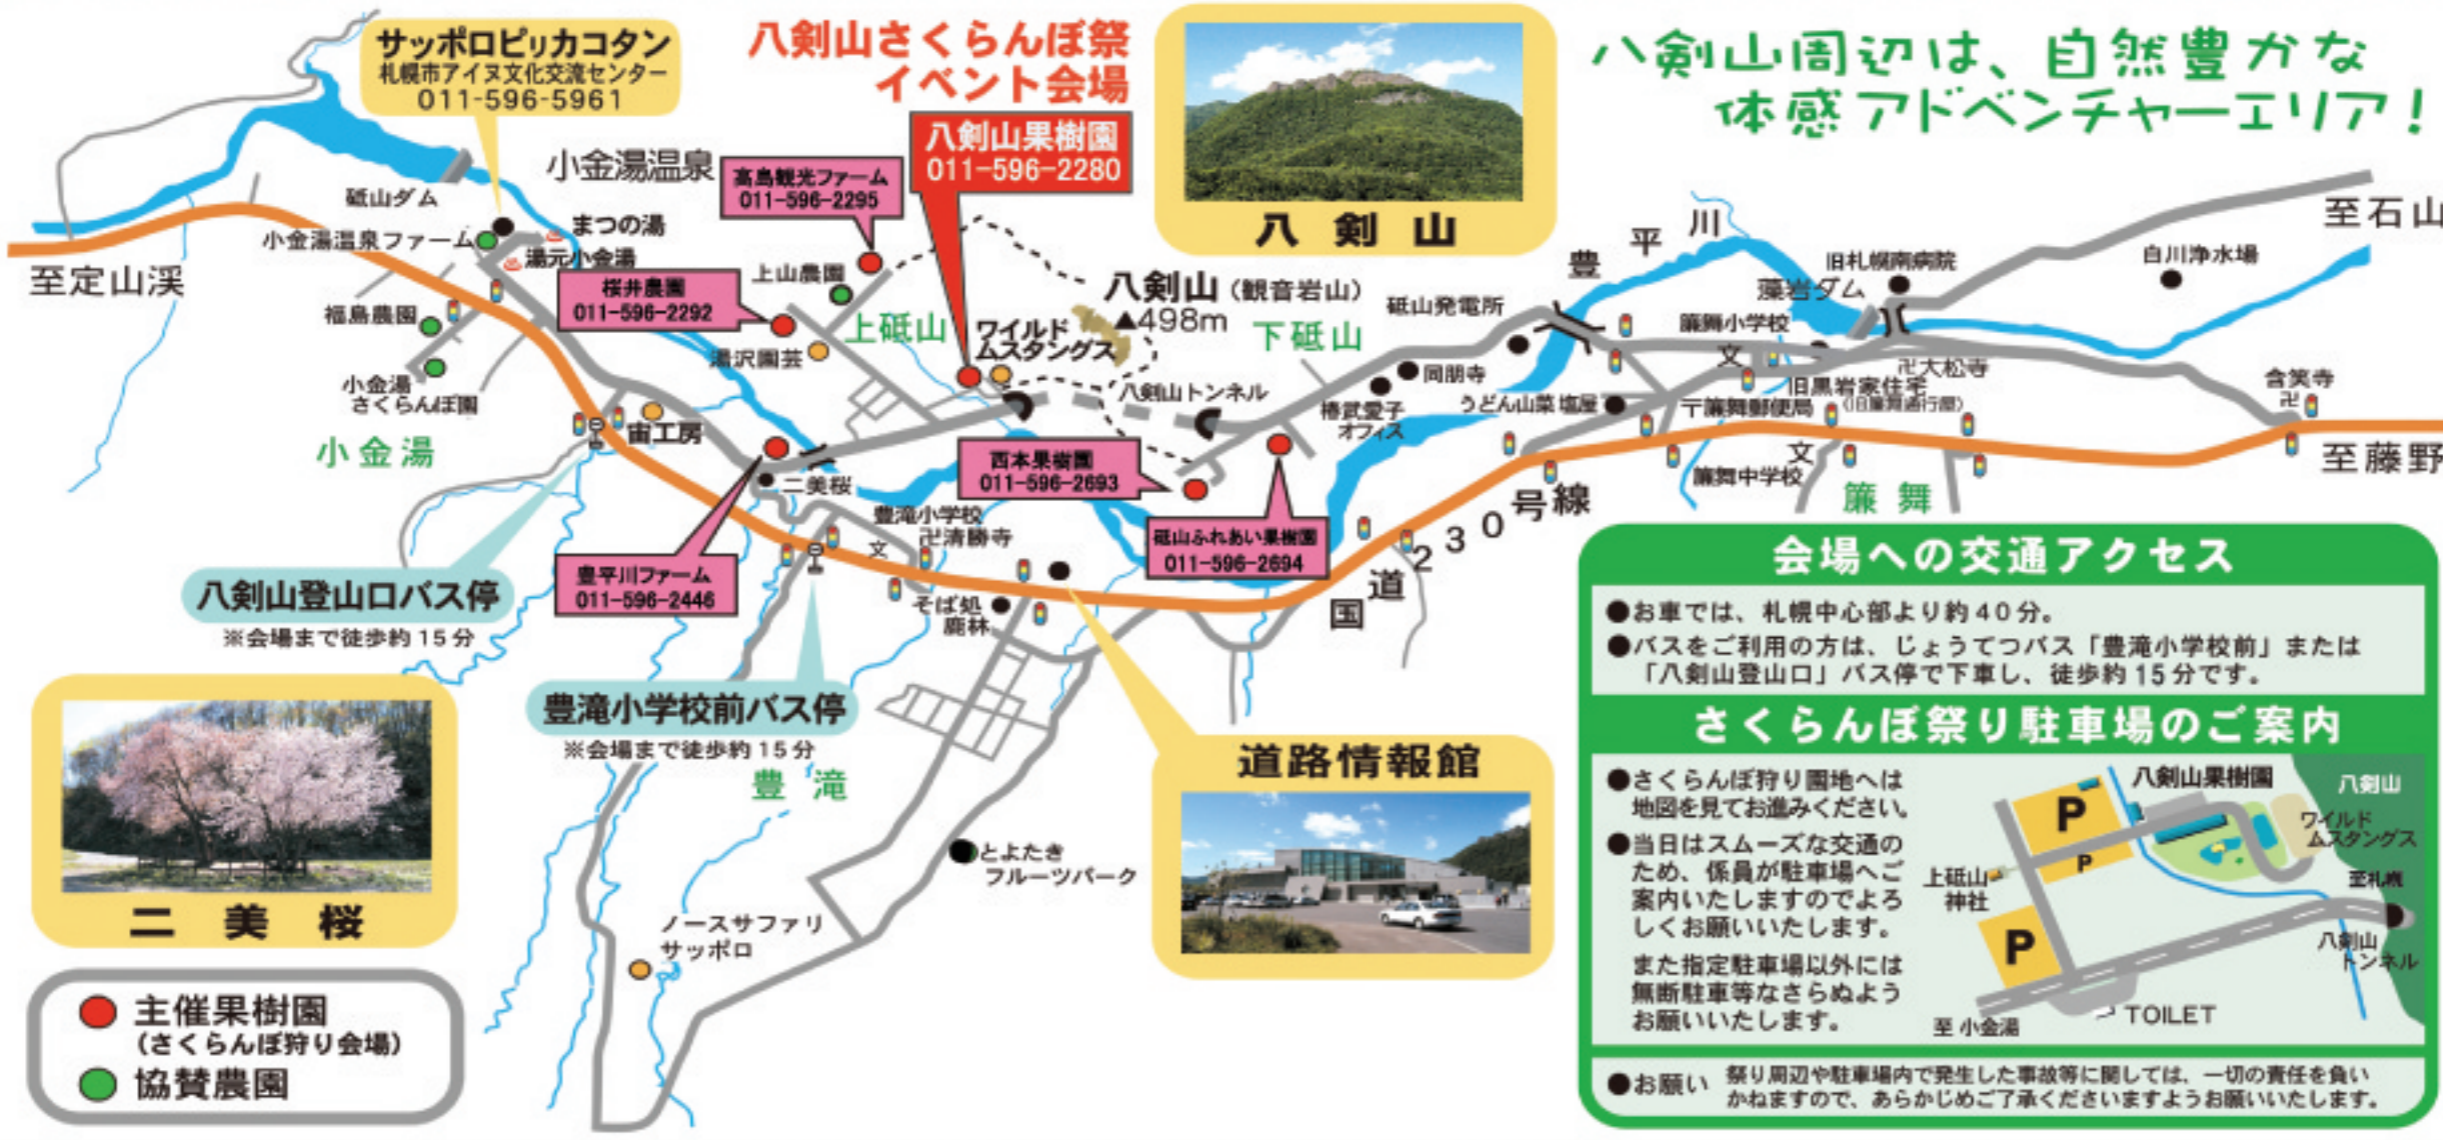 サッポロピリカコタン
札幌市アイヌ文化交流センター
011-596-5961
八剣山さくらんぼ祭
イベント会場
八剣山果樹園
011-596-2280
八剣山
八剣山周辺は、自然豊かな
体感アドベンチャーエリア!
小金湯温泉
高島観光ファーム
011-596-2295
砥山ダム
小金湯温泉ファーム
まつの湯
湯元小金湯
至定山渓
桜井農園
011-596-2292
上山農園
福島農園
湯沢園芸
上砥山
ワイルド
ムスタングス
八剣山(観音岩山)
▲498m
下砥山
砥山発電所
豊平川
旧札幌南病院
藻岩ダム
白川浄水場
至石山
簾舞小学校
文
卍大松寺
旧黒岩家住宅
(旧簾舞通行屋)
〒簾舞郵便局
含笑寺
卍
至藤野
同朋寺
椿武愛子
オフィス
うどん山菜 塩屋
八剣山トンネル
小金湯
さくらんぼ園
小金湯
宙工房
二美桜
西本果樹園
011-596-2693
砥山ふれあい果樹園
011-596-2694
文
簾舞中学校
簾舞
国道230号線
豊滝小学校
文
卍清勝寺
豊平川ファーム
011-596-2446
そば処
鹿林
八剣山登山口バス停
※会場まで徒歩約15分
豊滝小学校前バス停
※会場まで徒歩約15分
豊滝
二美桜
道路情報館
とよたき
フルーツパーク
ノースサファリ
サッポロ
主催果樹園
(さくらんぼ狩り会場)
協賛農園
会場への交通アクセス
●お車では、札幌中心部より約40分。
●バスをご利用の方は、じょうてつバス「豊滝小学校前」または
「八剣山登山口」バス停で下車し、徒歩約15分です。
さくらんぼ祭り駐車場のご案内
●さくらんぼ狩り園地へは
地図を見てお進みください。
●当日はスムーズな交通の
ため、係員が駐車場へご
案内いたしますのでよろ
しくお願いいたします。
また指定駐車場以外には
無断駐車等なさらぬよう
お願いいたします。
P
P
P
八剣山果樹園
八剣山
ワイルド
ムスタングス
上砥山
神社
至札幌
八剣山
トンネル
TOILET
至 小金湯
●お願い 祭り周辺や駐車場内で発生した事故等に関しては、一切の責任を負い
かねますので、あらかじめご了承くださいますようお願いいたします。